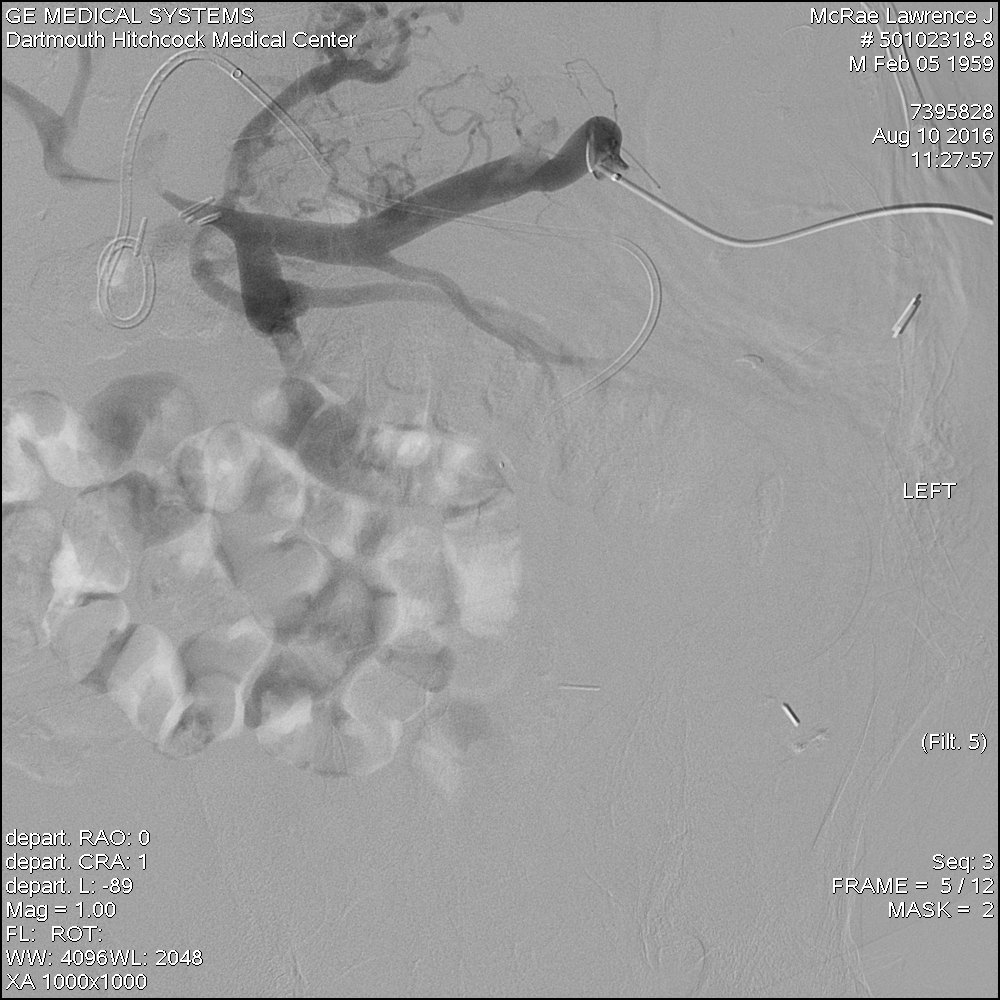 GE MEDICAL SYSTEMS
Dartmouth Hitchcock Medical Center
McRae Lawrence J
# 50102318-8
M Feb 05 1959
7395828
Aug 10 2016
11:27:57
LEFT
(Filt. 5)
depart. RAO: 0
depart. CRA: 1
depart. L: -89
Mag = 1.00
FL: ROT:
WW: 4096WL: 2048
XA 1000x1000
Seq: 3
FRAME = 5 / 12
MASK = 2